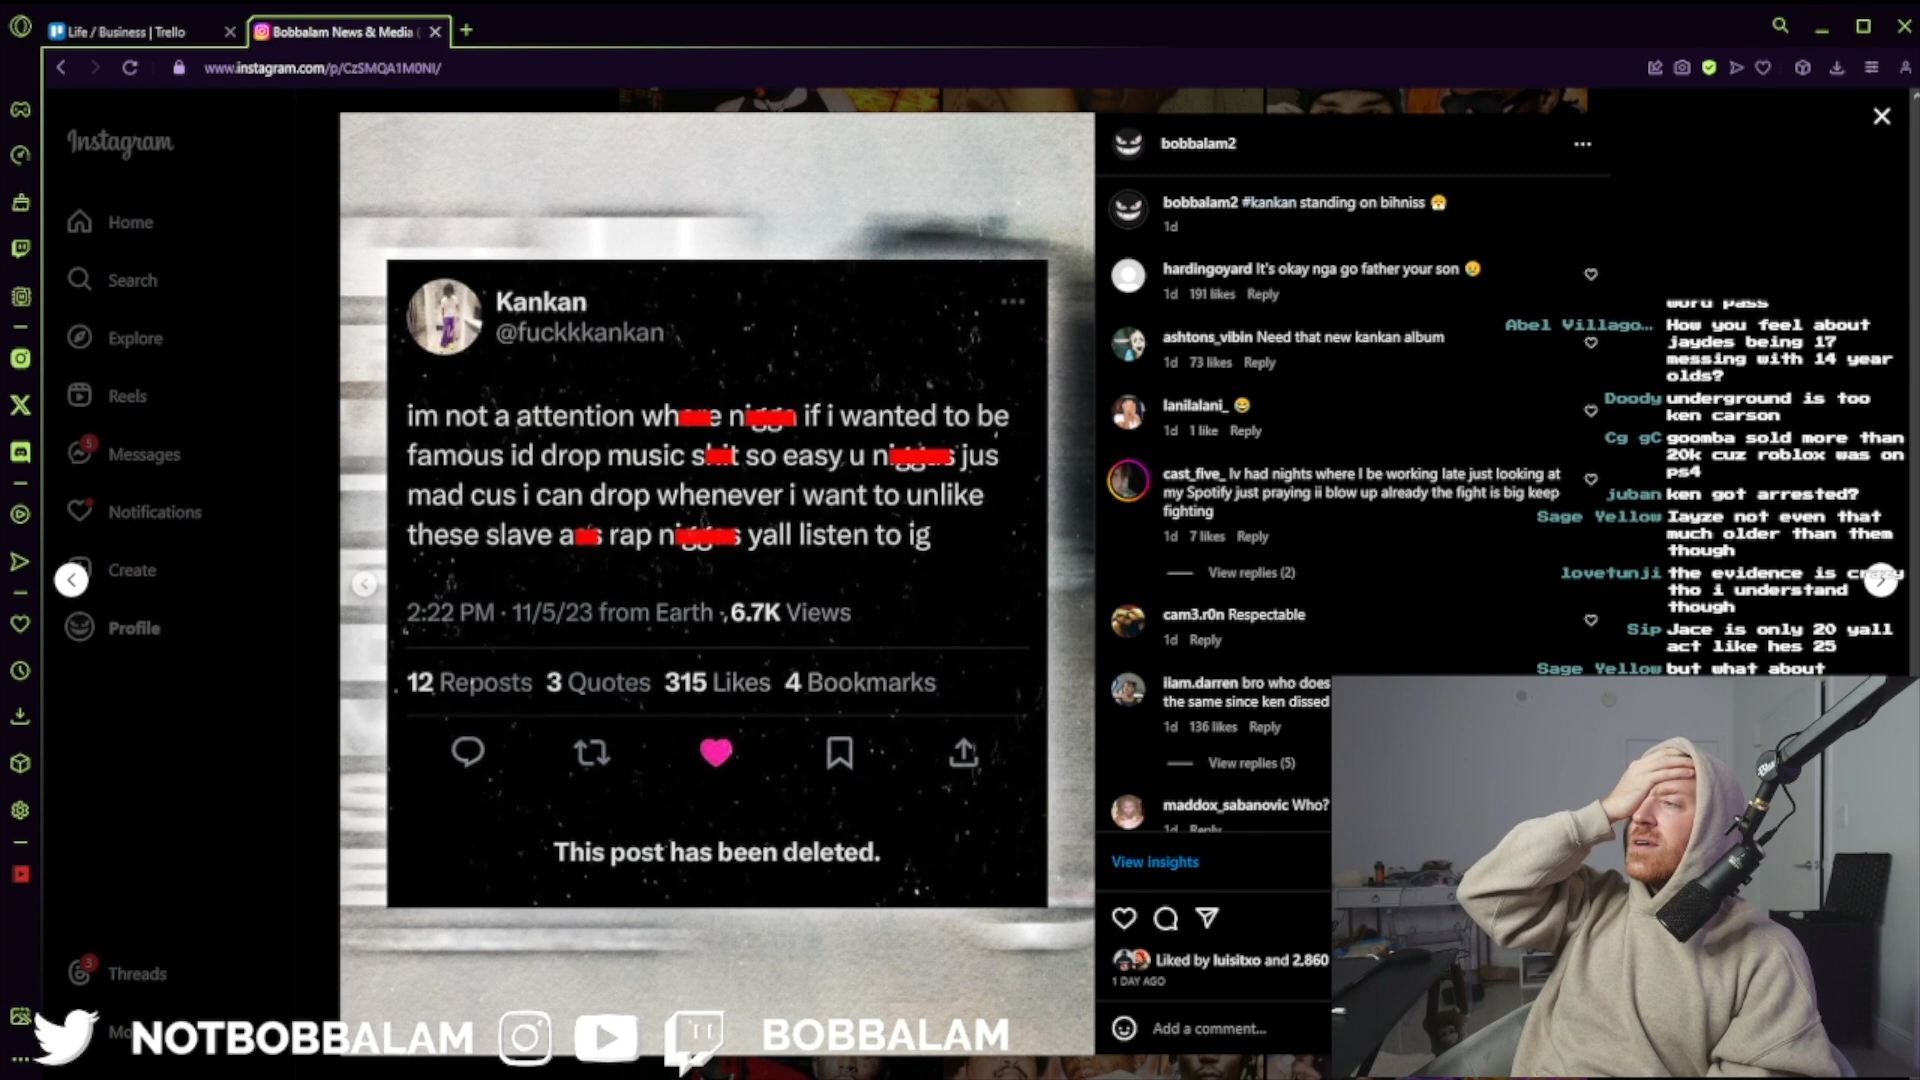 Life / Business | Trello
Bobbalam News & Media (
www.instagram.com/p/CzSMQA1M0NI/
Instagram
Home
Search
Explore
Reels
5
Messages
Notifications
Create
Profile
3
Threads
Kankan
@fuckkkankan
im not a attention wh e n if i wanted to be
famous id drop music s t so easy u n s jus
mad cus i can drop whenever i want to unlike
these slave a s rap n s yall listen to ig
2:22 PM · 11/5/23 from Earth · 6.7K Views
12 Reposts 3 Quotes 315 Likes 4 Bookmarks
This post has been deleted.
bobbalam2
bobbalam2 #kankan standing on bihniss 😤
1d
hardingoyard It's okay nga go father your son 😢
1d 191 likes Reply
ashtons_vibin Need that new kankan album
1d 73 likes Reply
lanilalani_ 😂
1d 1 like Reply
cast_five_ Iv had nights where I be working late just looking at
my Spotify just praying ii blow up already the fight is big keep
fighting
1d 7 likes Reply
View replies (2)
cam3.r0n Respectable
1d Reply
liam.darren bro who does
the same since ken dissed
1d 136 likes Reply
View replies (5)
maddox_sabanovic Who?
1d Reply
View insights
Liked by luisitxo and 2,860
1 DAY AGO
Add a comment...
word pass
Abel Villago... How you feel about
jaydes being 17
messing with 14 year
olds?
Doody underground is too
ken carson
Cg gC goomba sold more than
20k cuz roblox was on
ps4
juban ken got arrested?
Sage Yellow Iayze not even that
much older than them
though
lovetunji the evidence is crazy
tho i understand
though
Sip Jace is only 20 yall
act like hes 25
Sage Yellow but what about
Blue
NOTBOBBALAM
BOBBALAM